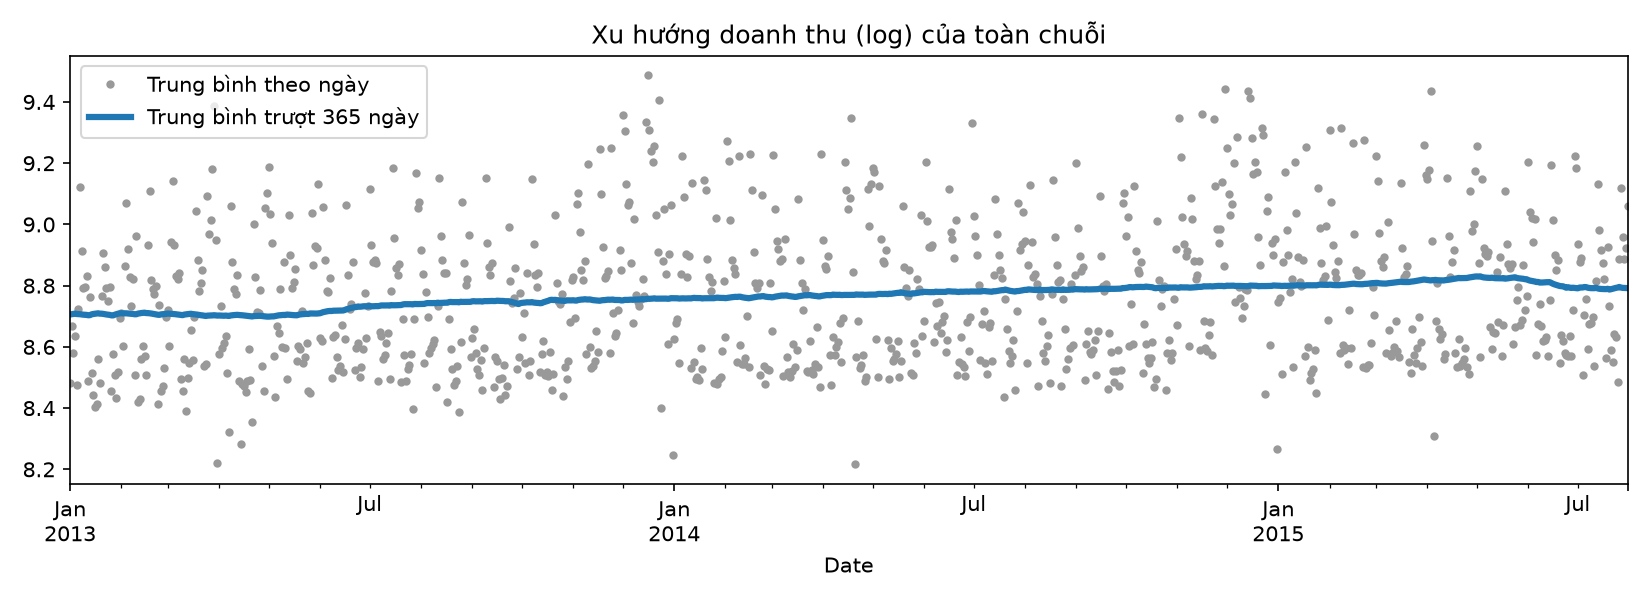 Xu hướng doanh thu (log) của toàn chuỗi
Trung bình theo ngày
Trung bình trượt 365 ngày
9.4
9.2
9.0
8.8
8.6
8.4
8.2
Jan
2013
Jul
Jan
2014
Jul
Jan
2015
Jul
Date